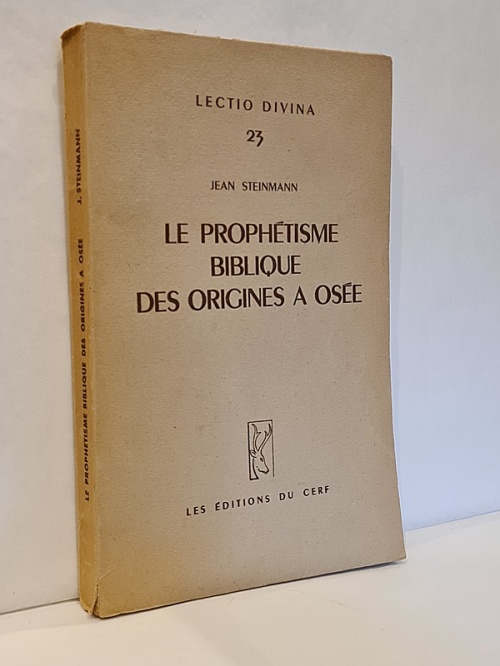 LECTIO DIVINA
23
JEAN STEINMANN
LE PROPHÉTISME
BIBLIQUE
DES ORIGINES A OSÉE
LES ÉDITIONS DU CERF
LE PROPHÉTISME BIBLIQUE DES ORIGINES A OSÉE J. STEINMANN